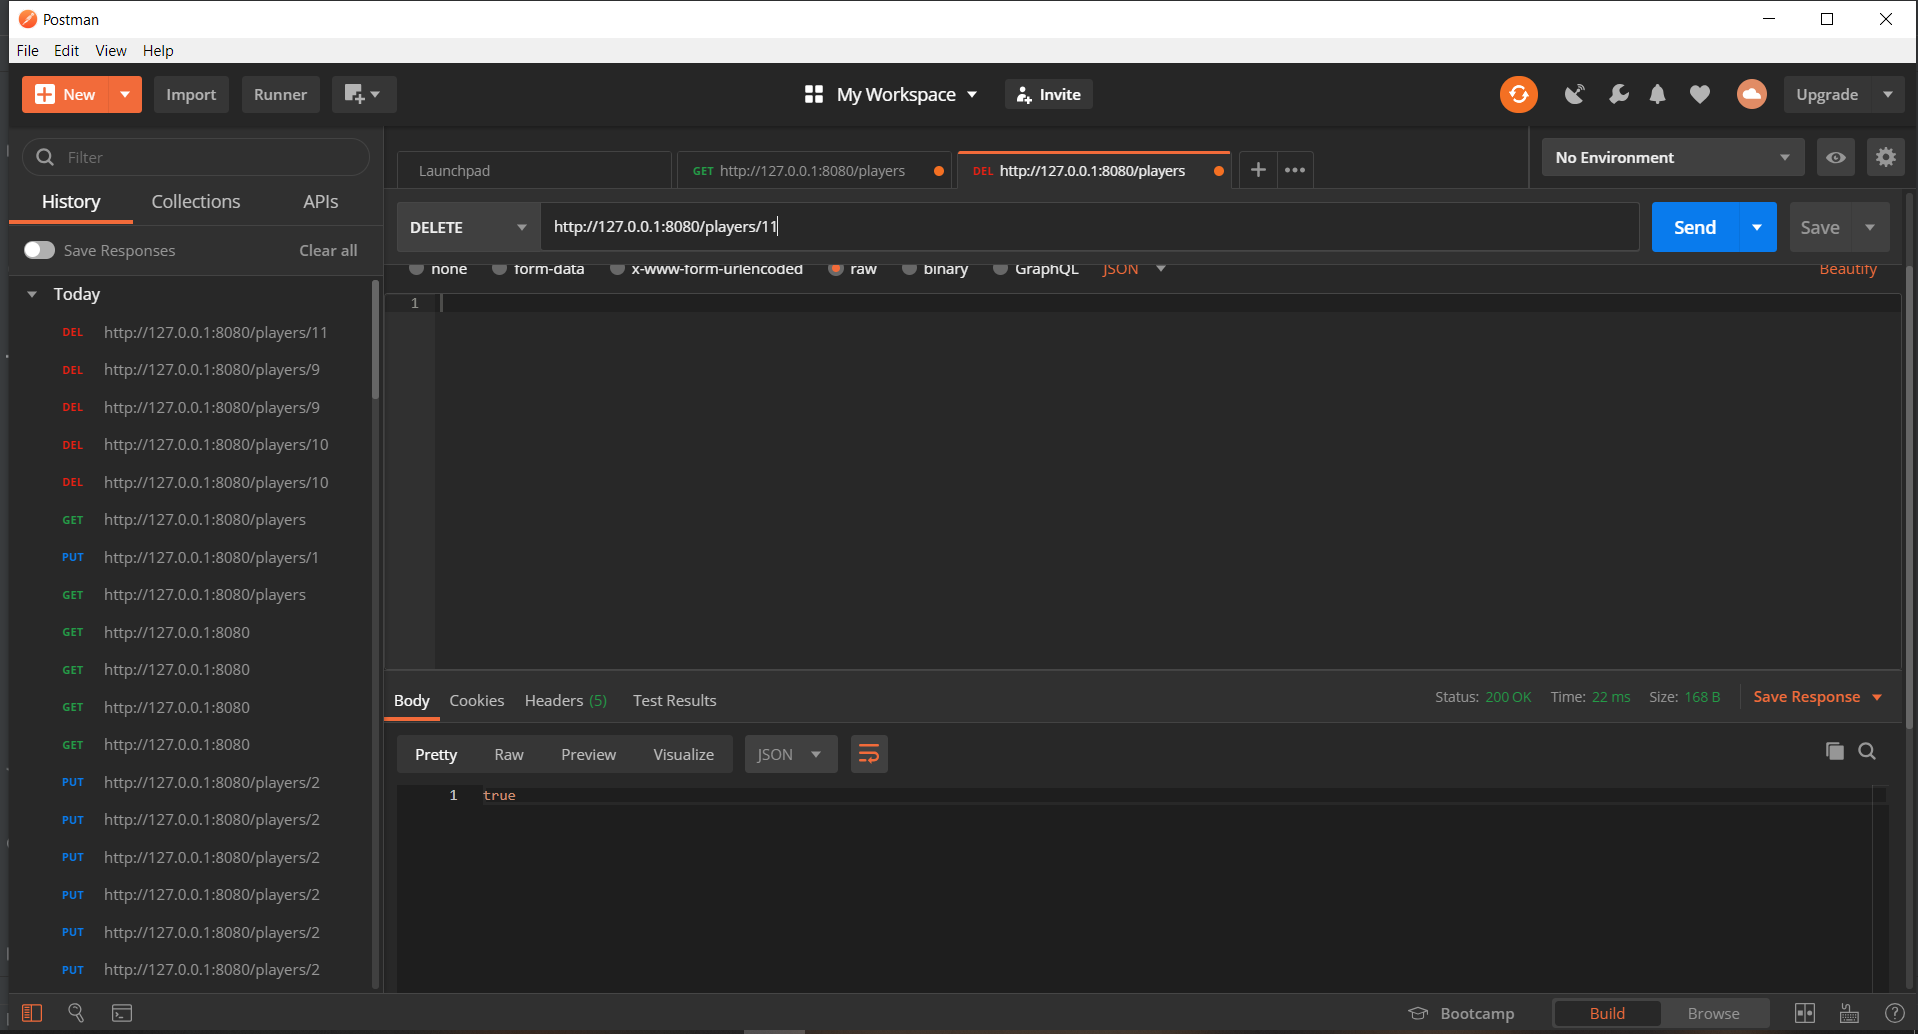 Postman
File Edit View Help
New Import Runner My Workspace Invite Upgrade
Filter
History Collections APIs
Save Responses Clear all
Today
DEL http://127.0.0.1:8080/players/11
DEL http://127.0.0.1:8080/players/9
DEL http://127.0.0.1:8080/players/9
DEL http://127.0.0.1:8080/players/10
DEL http://127.0.0.1:8080/players/10
GET http://127.0.0.1:8080/players
PUT http://127.0.0.1:8080/players/1
GET http://127.0.0.1:8080/players
GET http://127.0.0.1:8080
GET http://127.0.0.1:8080
GET http://127.0.0.1:8080
GET http://127.0.0.1:8080
PUT http://127.0.0.1:8080/players/2
PUT http://127.0.0.1:8080/players/2
PUT http://127.0.0.1:8080/players/2
PUT http://127.0.0.1:8080/players/2
PUT http://127.0.0.1:8080/players/2
PUT http://127.0.0.1:8080/players/2
Launchpad GET http://127.0.0.1:8080/players DEL http://127.0.0.1:8080/players No Environment
DELETE http://127.0.0.1:8080/players/11 Send Save
none form-data x-www-form-urlencoded raw binary GraphQL JSON Beautify
1
Body Cookies Headers (5) Test Results Status: 200 OK Time: 22 ms Size: 168 B Save Response
Pretty Raw Preview Visualize JSON
1 true
Bootcamp Build Browse